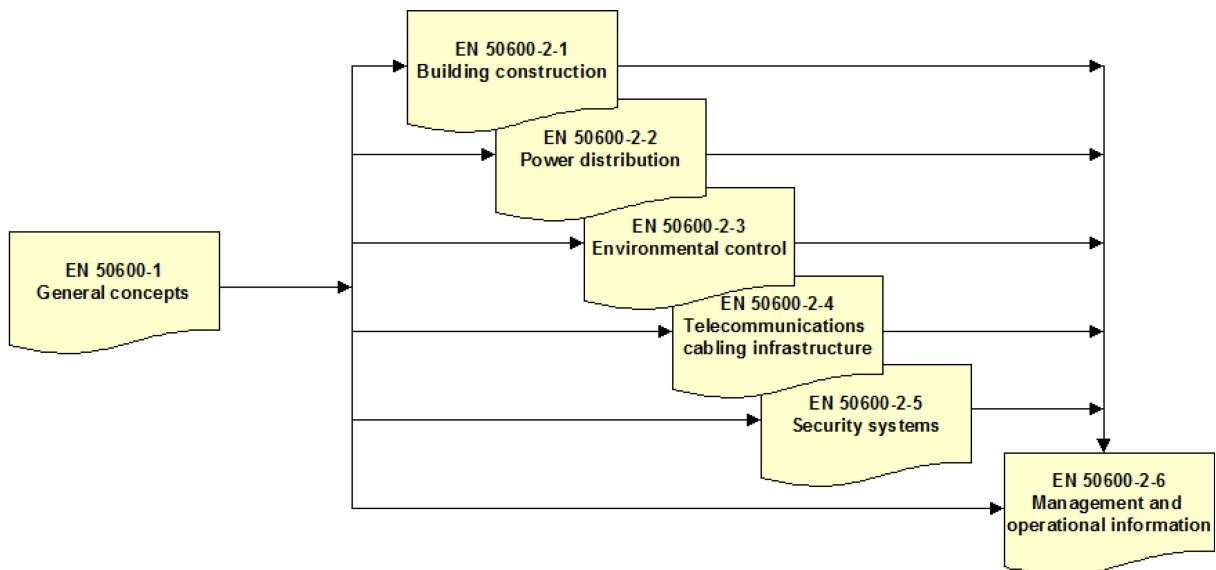 EN 50600-2-1
Building construction
EN 50600-2-2
Power distribution
EN 50600-2-3
Environmental control
EN 50600-1
General concepts
EN 50600-2-4
Telecommunications
cabling infrastructure
EN 50600-2-5
Security systems
EN 50600-2-6
Management and
operational information